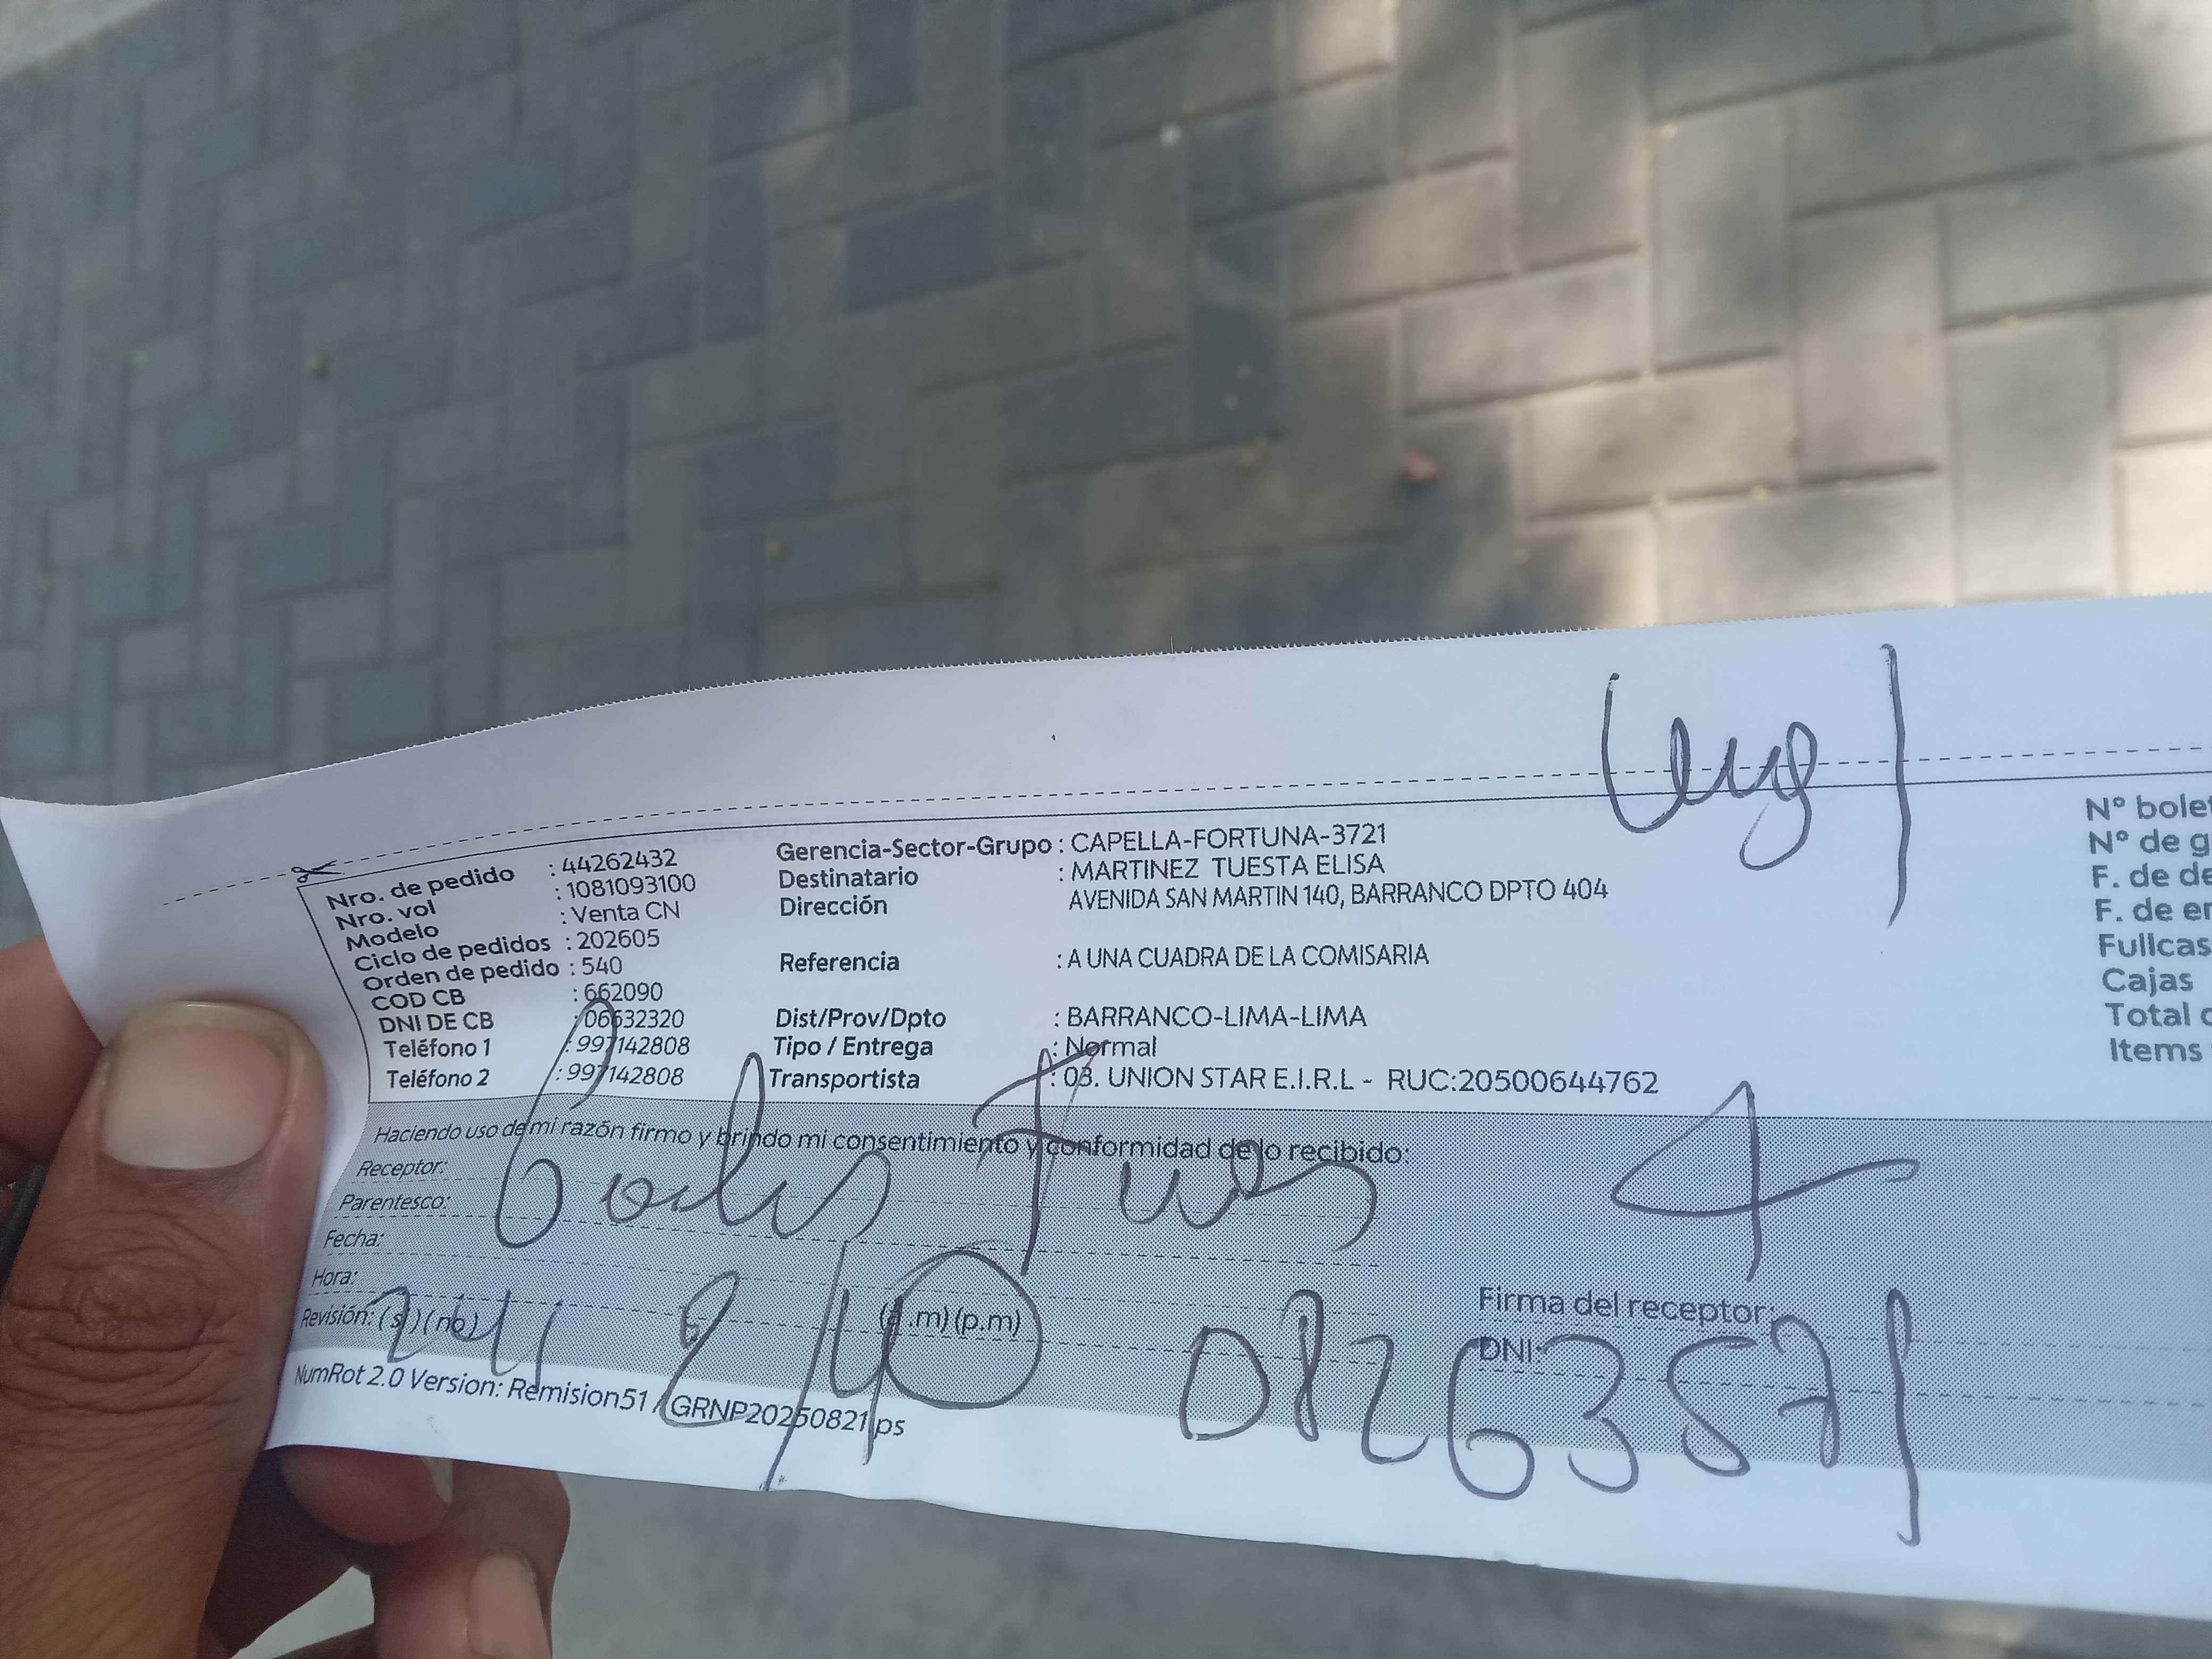 Nro. de pedido : 44262432
Nro. vol : 1081093100
Modelo : Venta CN
Ciclo de pedidos : 202605
Orden de pedido : 540
COD CB : 662090
DNI DE CB : 06632320
Teléfono 1 : 997142808
Teléfono 2 : 997142808
Gerencia-Sector-Grupo : CAPELLA-FORTUNA-3721
Destinatario : MARTINEZ TUESTA ELISA
Dirección AVENIDA SAN MARTIN 140, BARRANCO DPTO 404
Referencia : A UNA CUADRA DE LA COMISARIA
Dist/Prov/Dpto : BARRANCO-LIMA-LIMA
Tipo / Entrega : Normal
Transportista : 03. UNION STAR E.I.R.L - RUC:20500644762
N° bolet
N° de g
F. de de
F. de en
Fullcas
Cajas
Total
Items
Haciendo uso de mi razón firmo y brindo mi consentimiento y conformidad de lo recibido:
Receptor:
Parentesco:
Fecha:
Hora: (a.m) (p.m)
Revisión: (si) (no)
Firma del receptor:
DNI:
NumRot 2.0 Version: Remision51 / GRNP20250821.ps